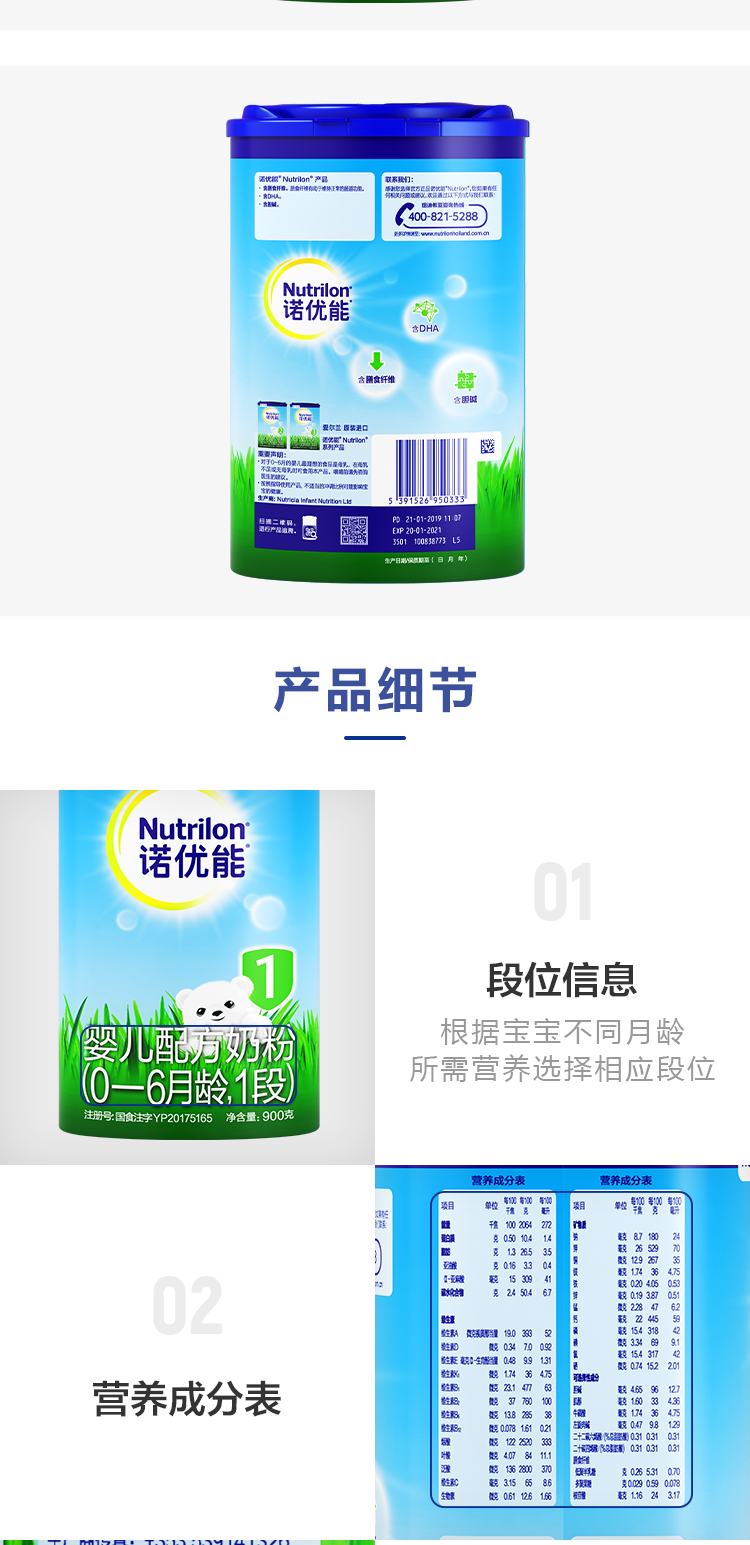 诺优能® Nutrilon® 产品
· 含膳食纤维。膳食纤维有助于维持正常的肠道功能。
· 含DHA。
· 含胆碱。
联系我们：
400-821-5288
www.nutrilonholland.com.cn
Nutrilon®
诺优能®
含DHA
含膳食纤维
含胆碱
爱尔兰 原装进口
诺优能® Nutrilon®
系列产品
重要声明：
生产商: Nutricia Infant Nutrition Ltd
扫描二维码，
进行产品追溯。
5 391526 950333
PD 21-01-2019 11:07
EXP 20-01-2021
3501 100838773 L5
生产日期/保质期至 ( 日 月 年 )
产品细节
Nutrilon®
诺优能®
1
婴儿配方奶粉
(0—6月龄,1段)
注册号: 国食注字YP20175165 净含量: 900克
01
段位信息
根据宝宝不同月龄
所需营养选择相应段位
02
营养成分表
营养成分表
项目 单位 每100千焦 每100克 每100毫升
能量 千焦 100 2064 272
蛋白质 克 0.50 10.4 1.4
脂肪 克 1.3 26.5 3.5
亚油酸 克 0.16 3.3 0.4
α-亚麻酸 毫克 15 309 41
碳水化合物 克 2.4 50.4 6.7
维生素
维生素A 微克视黄醇当量 19.0 393 52
维生素D 微克 0.34 7.0 0.92
维生素E 毫克α-生育酚当量 0.48 9.9 1.31
维生素K₁ 微克 1.74 36 4.75
维生素B₁ 微克 23.1 477 63
维生素B₂ 微克 37 760 100
维生素B₆ 微克 13.8 285 38
维生素B₁₂ 微克 0.078 1.61 0.21
烟酸 微克 122 2520 333
叶酸 微克 4.07 84 11.1
泛酸 微克 136 2800 370
维生素C 毫克 3.15 65 8.6
生物素 微克 0.61 12.6 1.66
营养成分表
项目 单位 每100千焦 每100克 每100毫升
矿物质
钠 毫克 8.7 180 24
钾 毫克 26 529 70
铜 微克 12.9 267 35
镁 毫克 1.74 36 4.75
铁 毫克 0.20 4.05 0.53
锌 毫克 0.19 3.87 0.51
锰 微克 2.28 47 6.2
钙 毫克 22 445 59
磷 毫克 15.4 318 42
碘 微克 3.34 69 9.1
氯 毫克 15.4 317 42
硒 微克 0.74 15.2 2.01
可选择性成分
胆碱 毫克 4.65 96 12.7
肌醇 毫克 1.60 33 4.36
牛磺酸 毫克 1.74 36 4.75
左旋肉碱 毫克 0.47 9.8 1.29
二十二碳六烯酸 (%总脂肪酸) 0.31 0.31 0.31
二十碳四烯酸 (%总脂肪酸) 0.31 0.31 0.31
膳食纤维
低聚半乳糖 克 0.26 5.31 0.70
多聚果糖 克 0.029 0.59 0.078
核苷酸 毫克 1.16 24 3.17